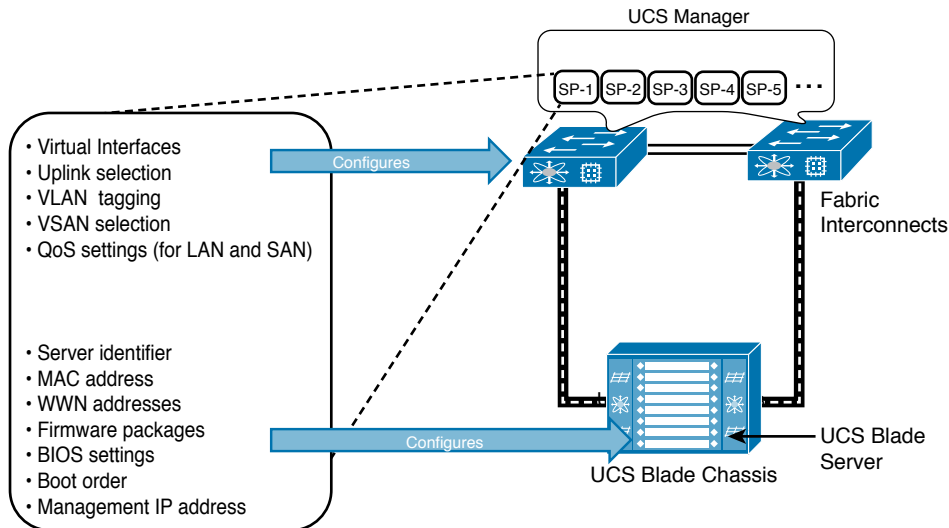 UCS Manager
SP-1 SP-2 SP-3 SP-4 SP-5 ...
• Virtual Interfaces
• Uplink selection
• VLAN tagging
• VSAN selection
• QoS settings (for LAN and SAN)
Configures
Fabric
Interconnects
• Server identifier
• MAC address
• WWN addresses
• Firmware packages
• BIOS settings
• Boot order
• Management IP address
Configures
UCS Blade Chassis
UCS Blade
Server